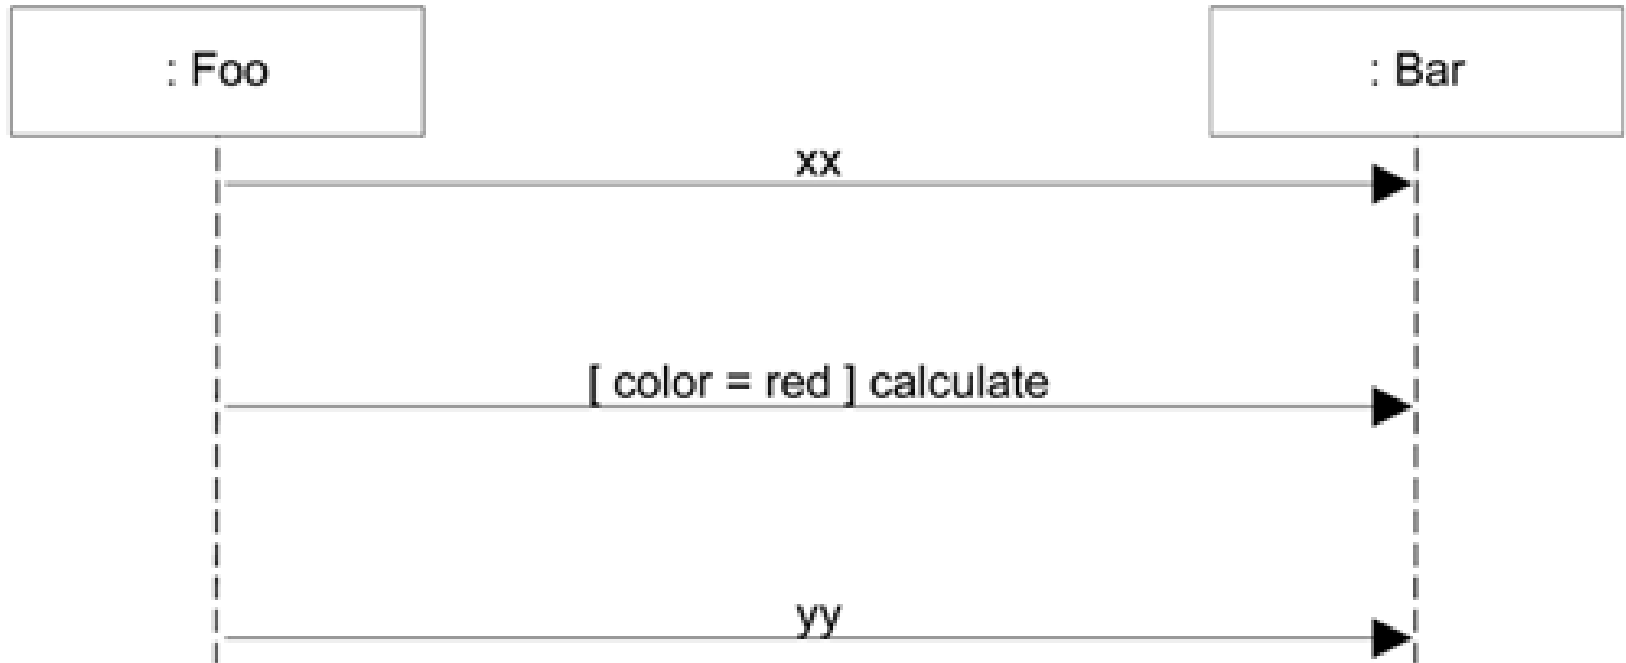 : Foo
: Bar
xx
[ color = red ] calculate
yy